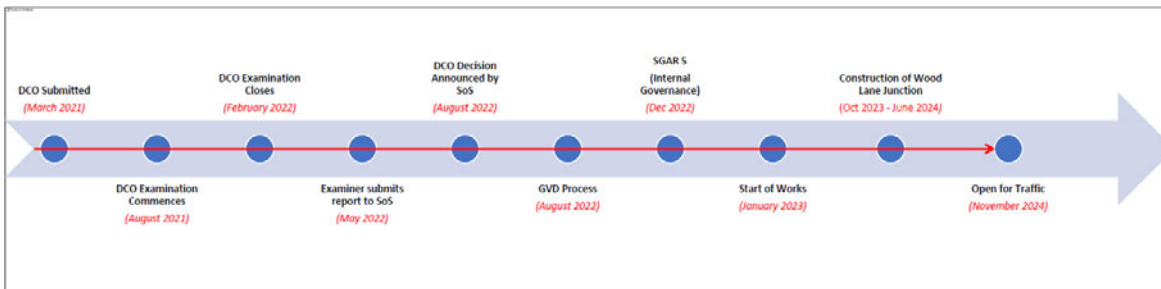 DCO Submitted
(March 2021)
DCO Examination
Commences
(August 2021)
DCO Examination
Closes
(February 2022)
Examiner submits
report to SoS
(May 2022)
DCO Decision
Announced by
SoS
(August 2022)
GVD Process
(August 2022)
SGAR 5
(Internal
Governance)
(Dec 2022)
Start of Works
(January 2023)
Construction of Wood
Lane Junction
(Oct 2023 - June 2024)
Open for Traffic
(November 2024)